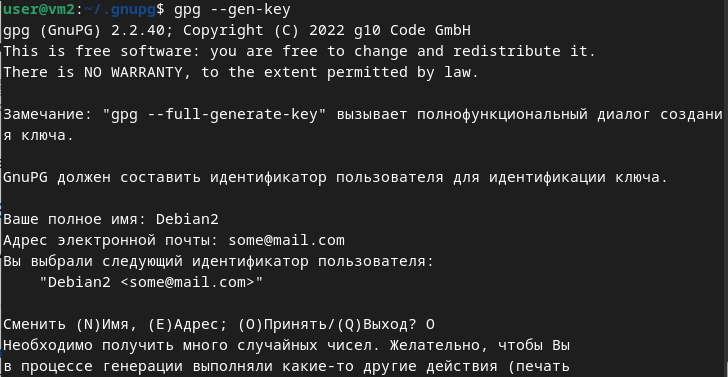 user@vm2:~/.gnupg$ gpg --gen-key
gpg (GnuPG) 2.2.40; Copyright (C) 2022 g10 Code GmbH
This is free software: you are free to change and redistribute it.
There is NO WARRANTY, to the extent permitted by law.
Замечание: "gpg --full-generate-key" вызывает полнофункциональный диалог создани
я ключа.
GnuPG должен составить идентификатор пользователя для идентификации ключа.
Ваше полное имя: Debian2
Адрес электронной почты: some@mail.com
Вы выбрали следующий идентификатор пользователя:
"Debian2 <some@mail.com>"
Сменить (N)Имя, (E)Адрес; (O)Принять/(Q)Выход? O
Необходимо получить много случайных чисел. Желательно, чтобы Вы
в процессе генерации выполняли какие-то другие действия (печать